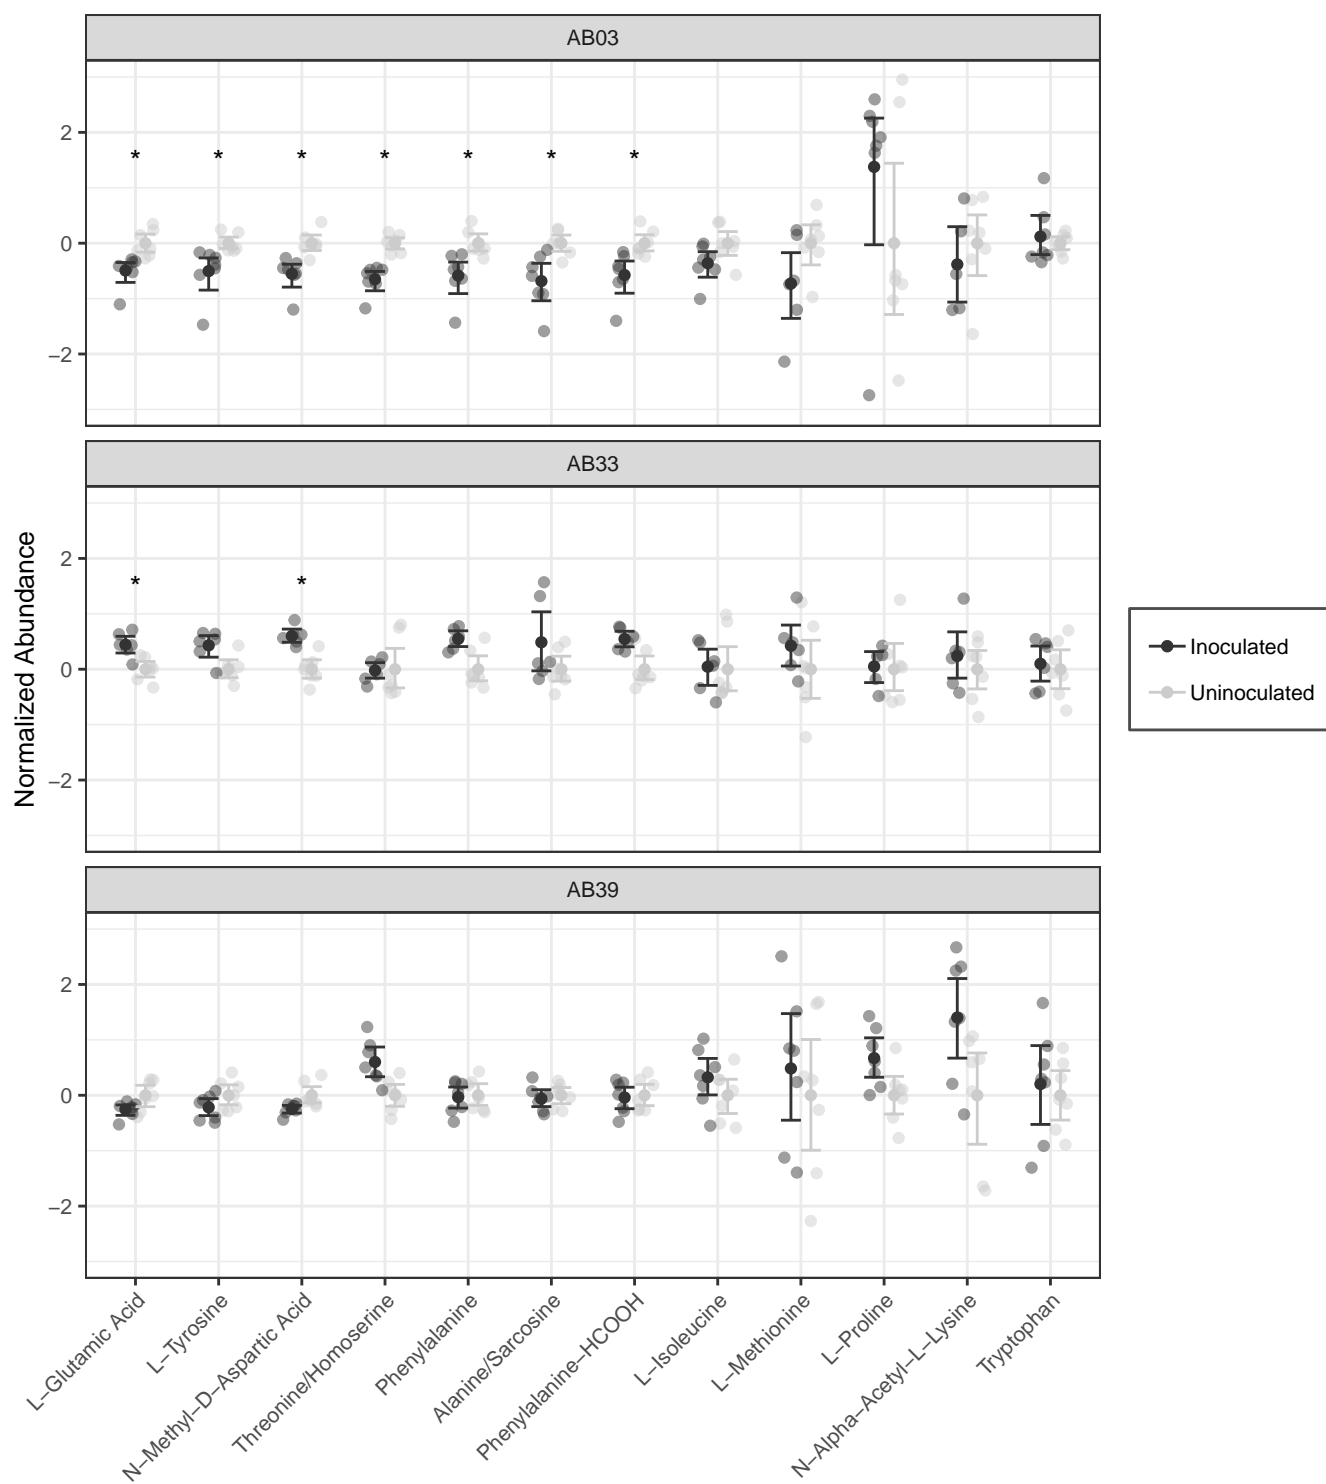 AB03
2
0
−2
* * * * * * *
AB33
2
0
−2
* *
AB39
2
0
−2
Normalized Abundance
L−Glutamic Acid
L−Tyrosine
N−Methyl−D−Aspartic Acid
Threonine/Homoserine
Phenylalanine
Alanine/Sarcosine
Phenylalanine−HCOOH
L−Isoleucine
L−Methionine
L−Proline
N−Alpha−Acetyl−L−Lysine
Tryptophan
Inoculated
Uninoculated